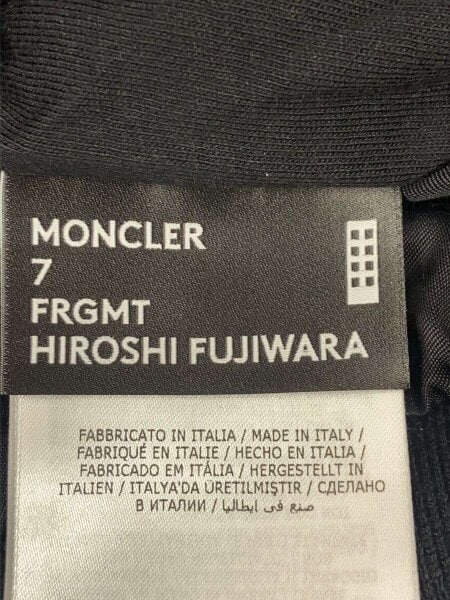 MONCLER
7
FRGMT
HIROSHI FUJIWARA
FABBRICATO IN ITALIA / MADE IN ITALY /
FABRIQUÉ EN ITALIE / HECHO EN ITALIA /
FABRICADO EM ITÁLIA / HERGESTELLT IN
ITALIEN / ITALYA'DA ÜRETILMIŞTIR / СДЕЛАНО
В ИТАЛИИ / صنع في ايطاليا